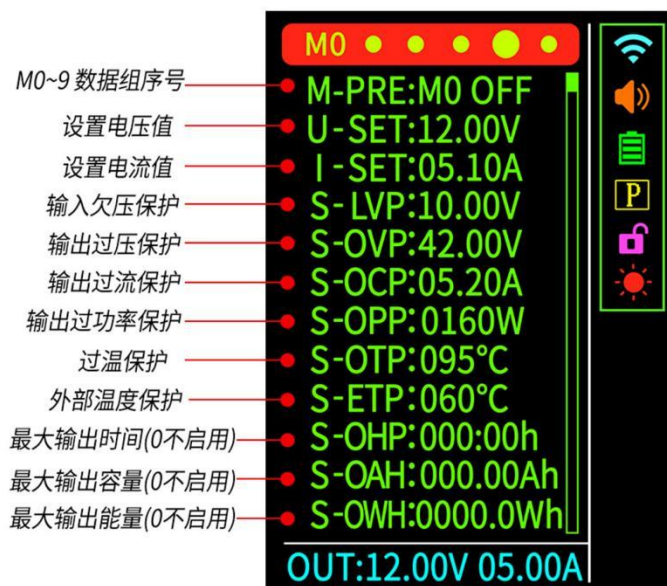 M0
M0~9 数据组序号
M-PRE:M0 OFF
设置电压值
U-SET:12.00V
设置电流值
I-SET:05.10A
输入欠压保护
S-LVP:10.00V
输出过压保护
S-OVP:42.00V
输出过流保护
S-OCP:05.20A
输出过功率保护
S-OPP:0160W
过温保护
S-OTP:095°C
外部温度保护
S-ETP:060°C
最大输出时间(0不启用)
S-OHP:000:00h
最大输出容量(0不启用)
S-OAH:000.00Ah
最大输出能量(0不启用)
S-OWH:0000.0Wh
P
OUT:12.00V 05.00A